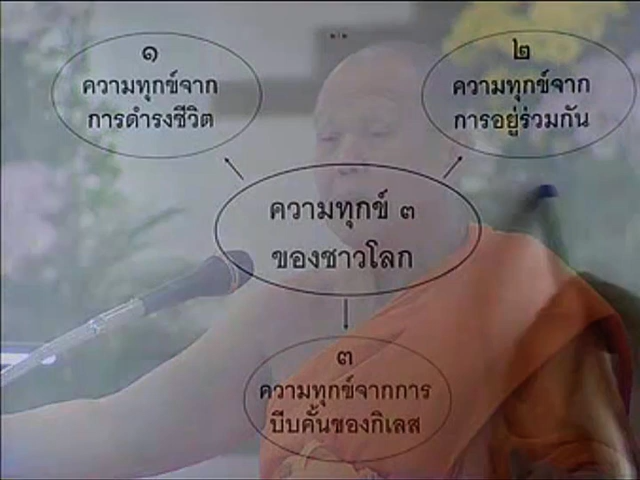 ๑
ความทุกข์จาก
การดำรงชีวิต
๒
ความทุกข์จาก
การอยู่ร่วมกัน
ความทุกข์ ๓
ของชาวโลก
๓
ความทุกข์จากการ
บีบคั้นของกิเลส